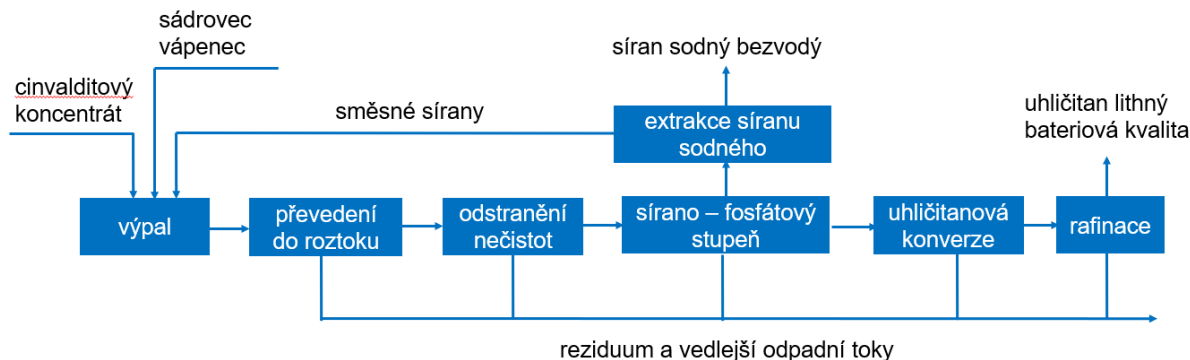 sádrovec
vápenec
cinvalditový
koncentrát
směsné sírany
síran sodný bezvodý
extrakce síranu
sodného
uhličitan lithný
bateriová kvalita
výpal
převedení
do roztoku
odstranění
nečistot
sírano – fosfátový
stupeň
uhličitanová
konverze
rafinace
reziduum a vedlejší odpadní toky